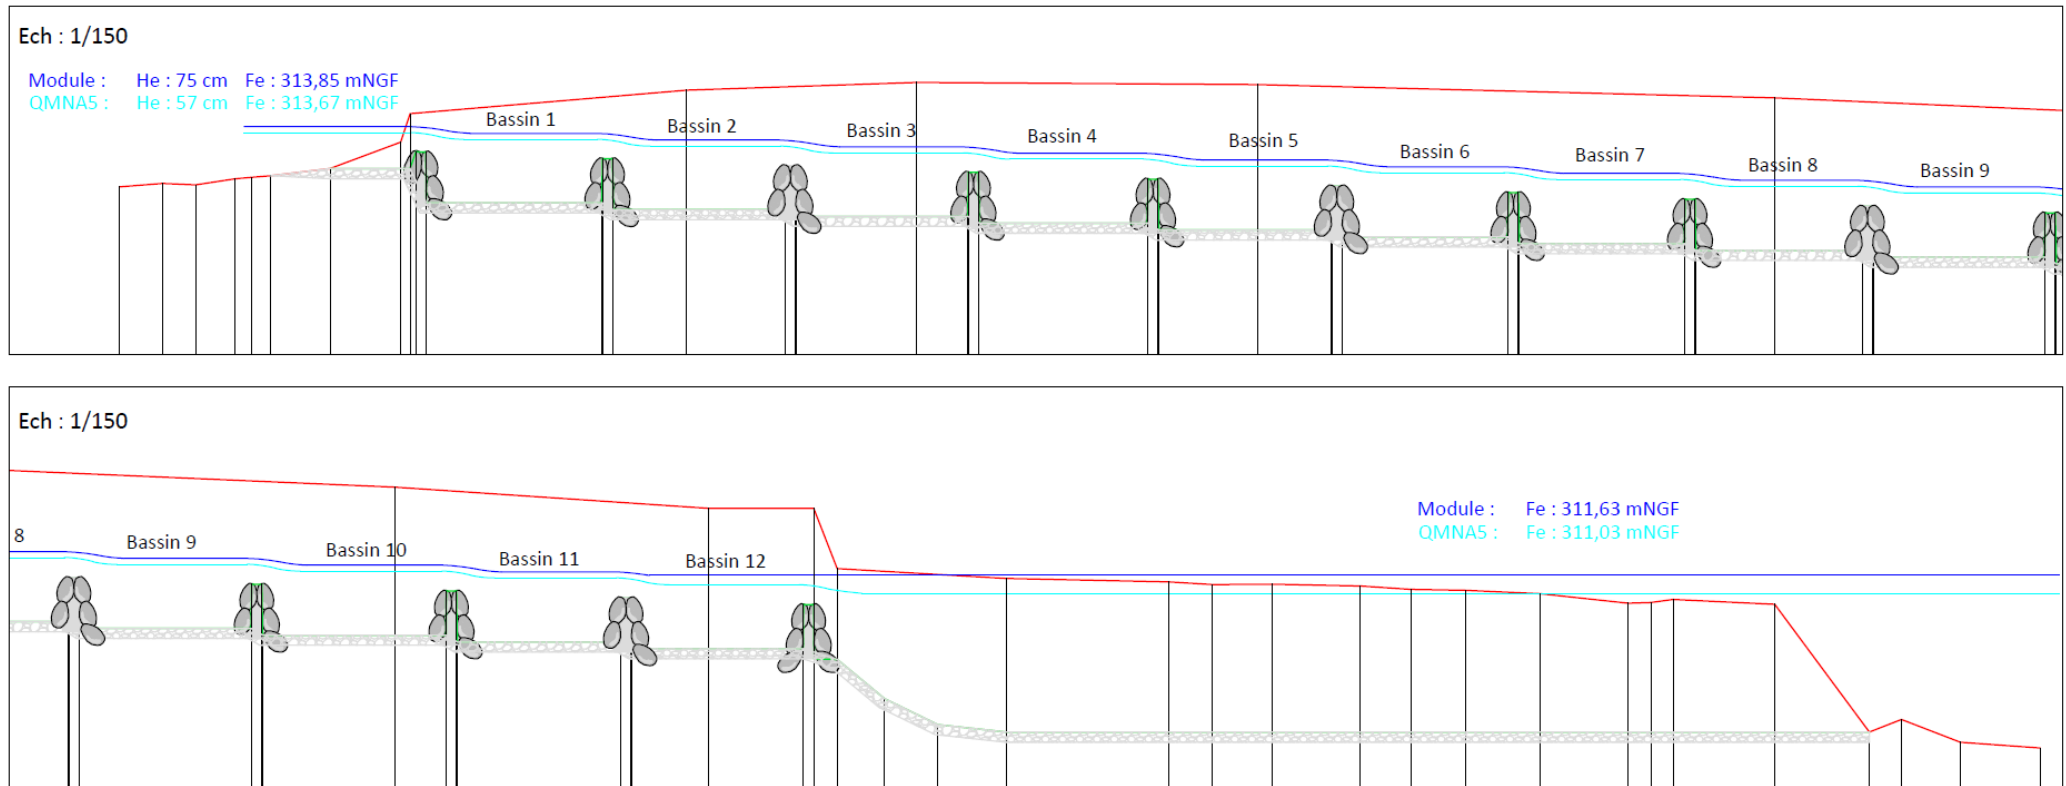 Ech : 1/150
Module : He : 75 cm Fe : 313,85 mNGF
QMNA5 : He : 57 cm Fe : 313,67 mNGF
Bassin 1
Bassin 2
Bassin 3
Bassin 4
Bassin 5
Bassin 6
Bassin 7
Bassin 8
Bassin 9
Ech : 1/150
Module : Fe : 311,63 mNGF
QMNA5 : Fe : 311,03 mNGF
8
Bassin 9
Bassin 10
Bassin 11
Bassin 12